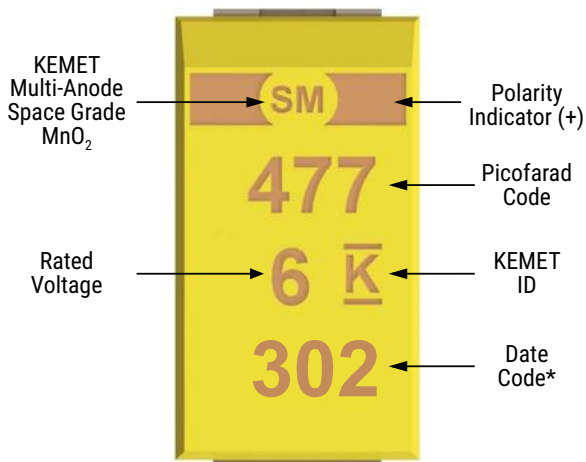 KEMET
Multi-Anode
Space Grade
MnO₂
SM
Polarity
Indicator (+)
477
Picofarad
Code
Rated
Voltage
6 K
KEMET
ID
302
Date
Code*